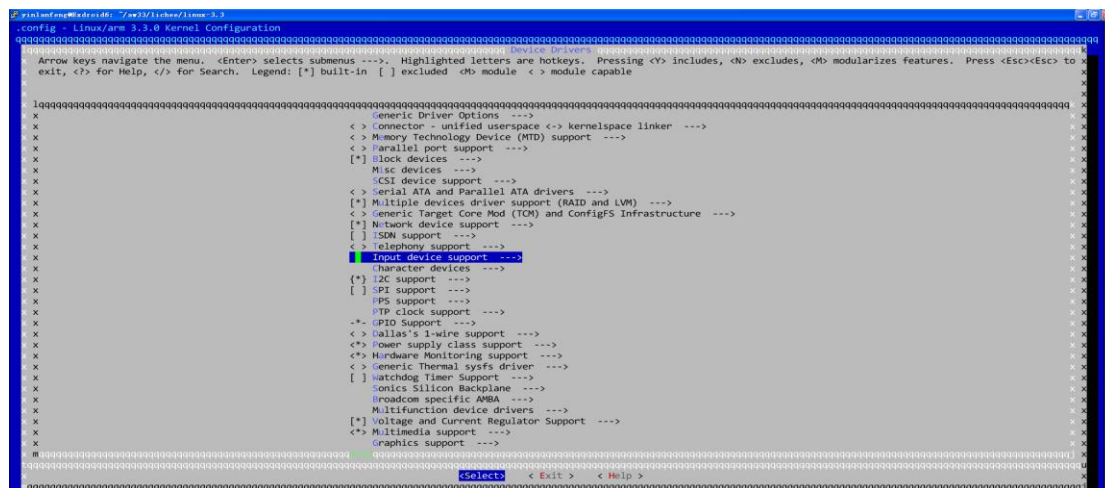 yinlanfeng@Exdroid6: ~/aw33/lichee/linux-3.3
.config - Linux/arm 3.3.0 Kernel Configuration
Device Drivers
Arrow keys navigate the menu.  <Enter> selects submenus --->.  Highlighted letters are hotkeys.  Pressing <Y> includes, <N> excludes, <M> modularizes features.  Press <Esc><Esc> to
exit, <?> for Help, </> for Search.  Legend: [*] built-in  [ ] excluded  <M> module  < > module capable
Generic Driver Options  --->
< > Connector - unified userspace <-> kernelspace linker  --->
< > Memory Technology Device (MTD) support  --->
< > Parallel port support  --->
[*] Block devices  --->
Misc devices  --->
SCSI device support  --->
< > Serial ATA and Parallel ATA drivers  --->
[*] Multiple devices driver support (RAID and LVM)  --->
< > Generic Target Core Mod (TCM) and ConfigFS Infrastructure  --->
[*] Network device support  --->
[ ] ISDN support  --->
< > Telephony support  --->
Input device support  --->
Character devices  --->
{*} I2C support  --->
[ ] SPI support  --->
PPS support  --->
PTP clock support  --->
-*- GPIO Support  --->
< > Dallas's 1-wire support  --->
<*> Power supply class support  --->
<*> Hardware Monitoring support  --->
< > Generic Thermal sysfs driver  --->
[ ] Watchdog Timer Support  --->
Sonics Silicon Backplane  --->
Broadcom specific AMBA  --->
Multifunction device drivers  --->
[*] Voltage and Current Regulator Support  --->
<*> Multimedia support  --->
Graphics support  --->
<Select>    < Exit >    < Help >